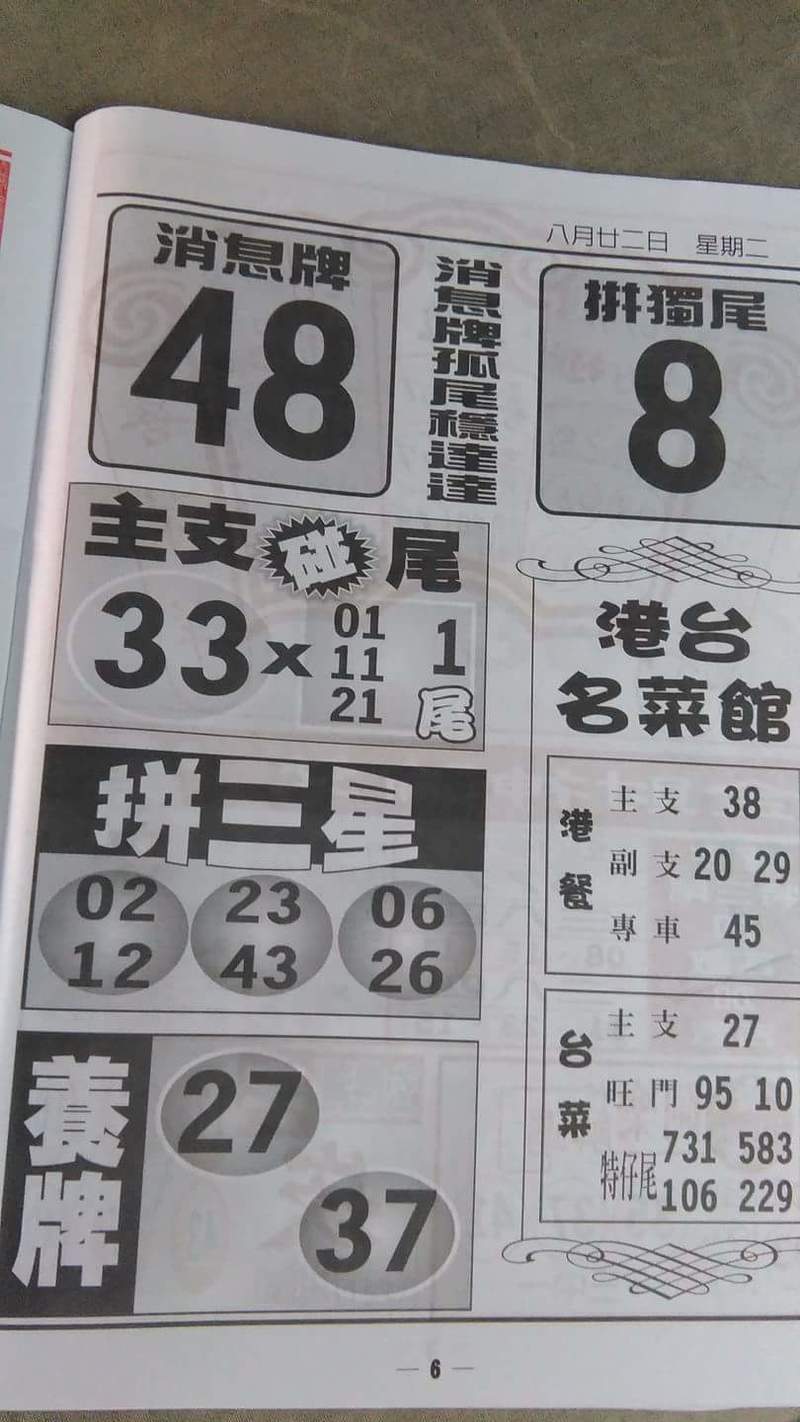 八月廿二日　星期二
消息牌
48
消息牌孤尾穩達達
拼獨尾
8
主支碰尾
33 x 01 11 21 1尾
拼三星
02 23 06
12 43 26
養牌
27
37
港台
名菜館
港餐
主支 38
副支 20 29
專車 45
台菜
主支 27
旺門 95 10
特仔尾 731 583
106 229
— 6 —